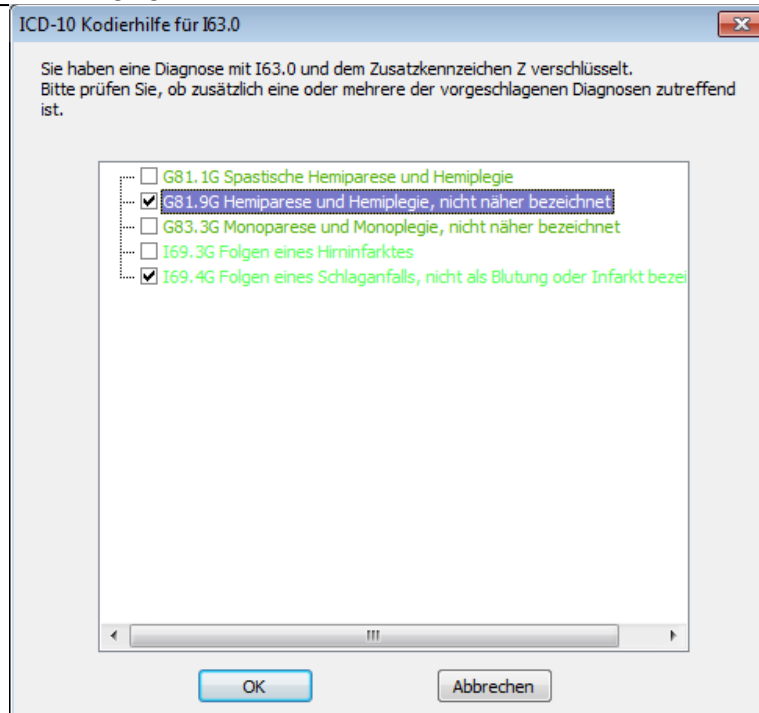 ICD-10 Kodierhilfe für I63.0
Sie haben eine Diagnose mit I63.0 und dem Zusatzkennzeichen Z verschlüsselt.
Bitte prüfen Sie, ob zusätzlich eine oder mehrere der vorgeschlagenen Diagnosen zutreffend
ist.
G81.1G Spastische Hemiparese und Hemiplegie
G81.9G Hemiparese und Hemiplegie, nicht näher bezeichnet
G83.3G Monoparese und Monoplegie, nicht näher bezeichnet
I69.3G Folgen eines Hirninfarktes
I69.4G Folgen eines Schlaganfalls, nicht als Blutung oder Infarkt bezei
OK Abbrechen